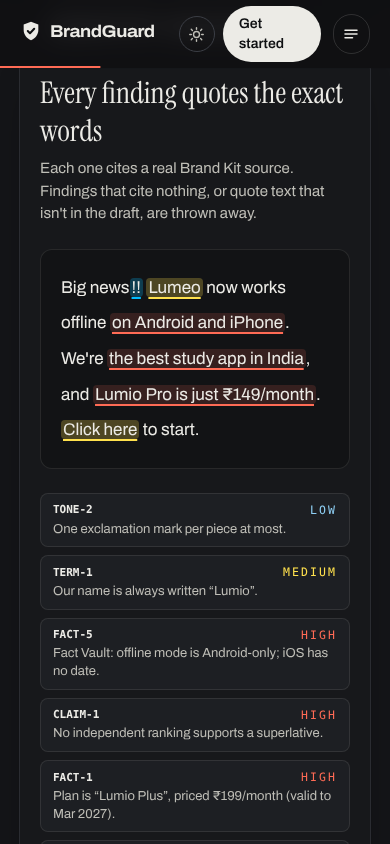 BrandGuard
Get
started
Every finding quotes the exact
words
Each one cites a real Brand Kit source.
Findings that cite nothing, or quote text that
isn't in the draft, are thrown away.
Big news!! Lumeo now works
offline on Android and iPhone.
We're the best study app in India,
and Lumio Pro is just ₹149/month.
Click here to start.
TONE-2 LOW
One exclamation mark per piece at most.
TERM-1 MEDIUM
Our name is always written “Lumio”.
FACT-5 HIGH
Fact Vault: offline mode is Android-only; iOS has
no date.
CLAIM-1 HIGH
No independent ranking supports a superlative.
FACT-1 HIGH
Plan is “Lumio Plus”, priced ₹199/month (valid to
Mar 2027).